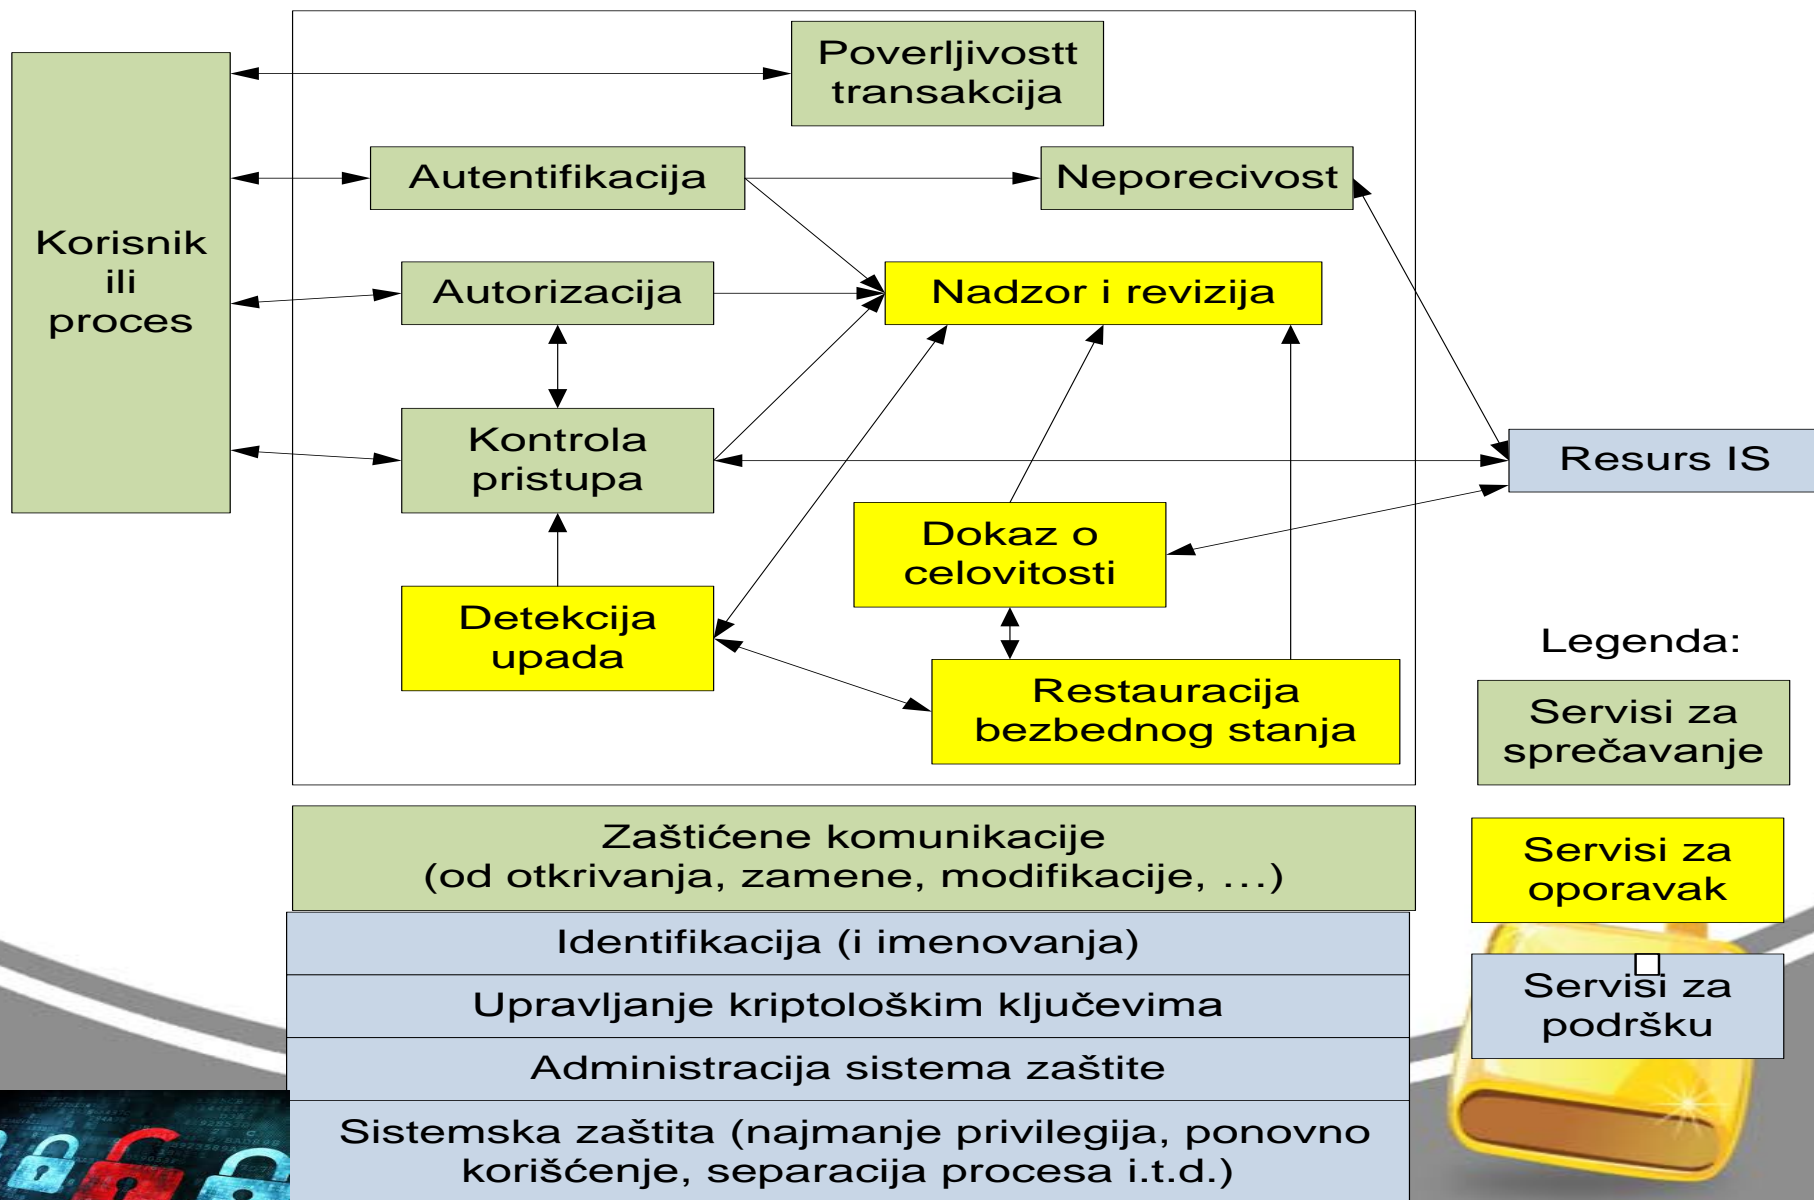 Poverljivostt
transakcija
Autentifikacija
Neporecivost
Korisnik
ili
proces
Autorizacija
Nadzor i revizija
Kontrola
pristupa
Resurs IS
Dokaz o
celovitosti
Detekcija
upada
Restauracija
bezbednog stanja
Legenda:
Servisi za
sprečavanje
Servisi za
oporavak
Servisi za
podršku
Zaštićene komunikacije
(od otkrivanja, zamene, modifikacije, …)
Identifikacija (i imenovanja)
Upravljanje kriptološkim ključevima
Administracija sistema zaštite
Sistemska zaštita (najmanje privilegija, ponovno
korišćenje, separacija procesa i.t.d.)